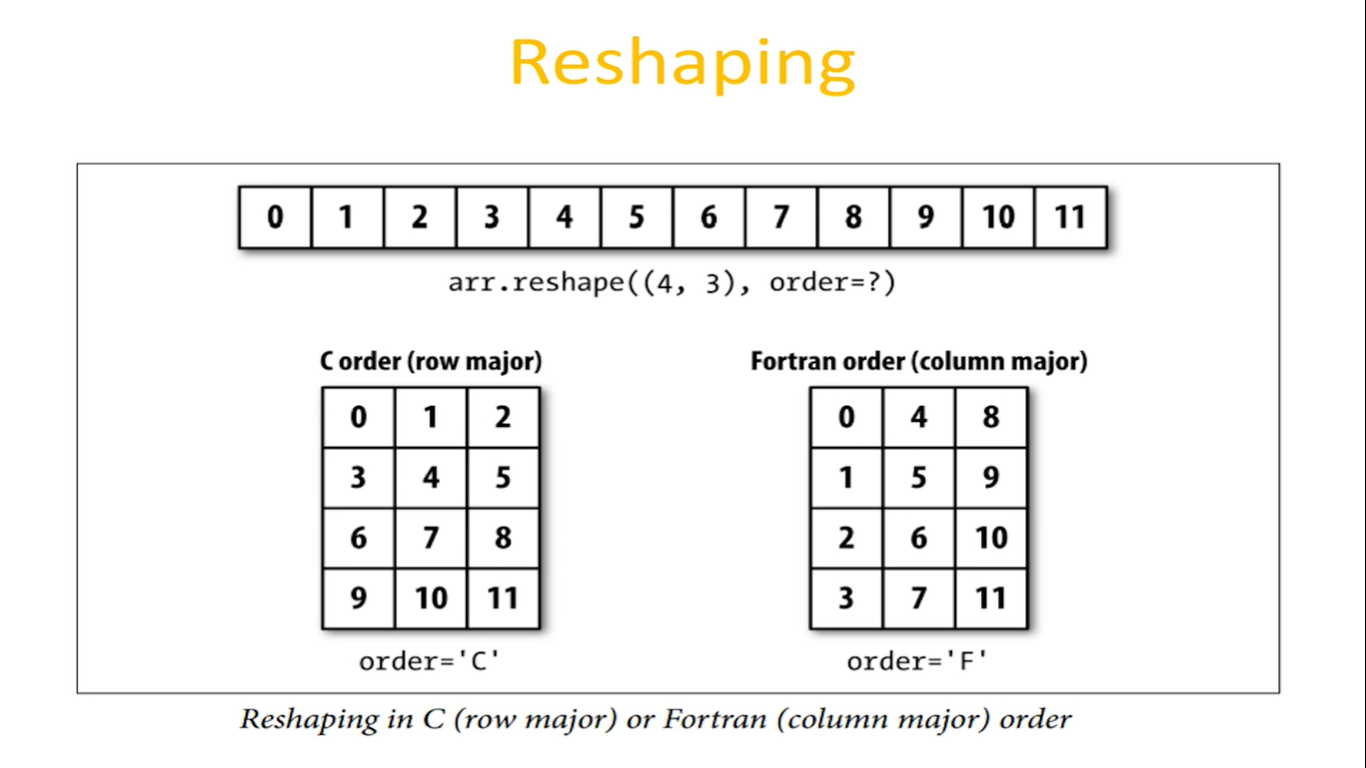 Reshaping
0 1 2 3 4 5 6 7 8 9 10 11
arr.reshape((4, 3), order=?)
C order (row major)
0 1 2
3 4 5
6 7 8
9 10 11
order='C'
Fortran order (column major)
0 4 8
1 5 9
2 6 10
3 7 11
order='F'
Reshaping in C (row major) or Fortran (column major) order